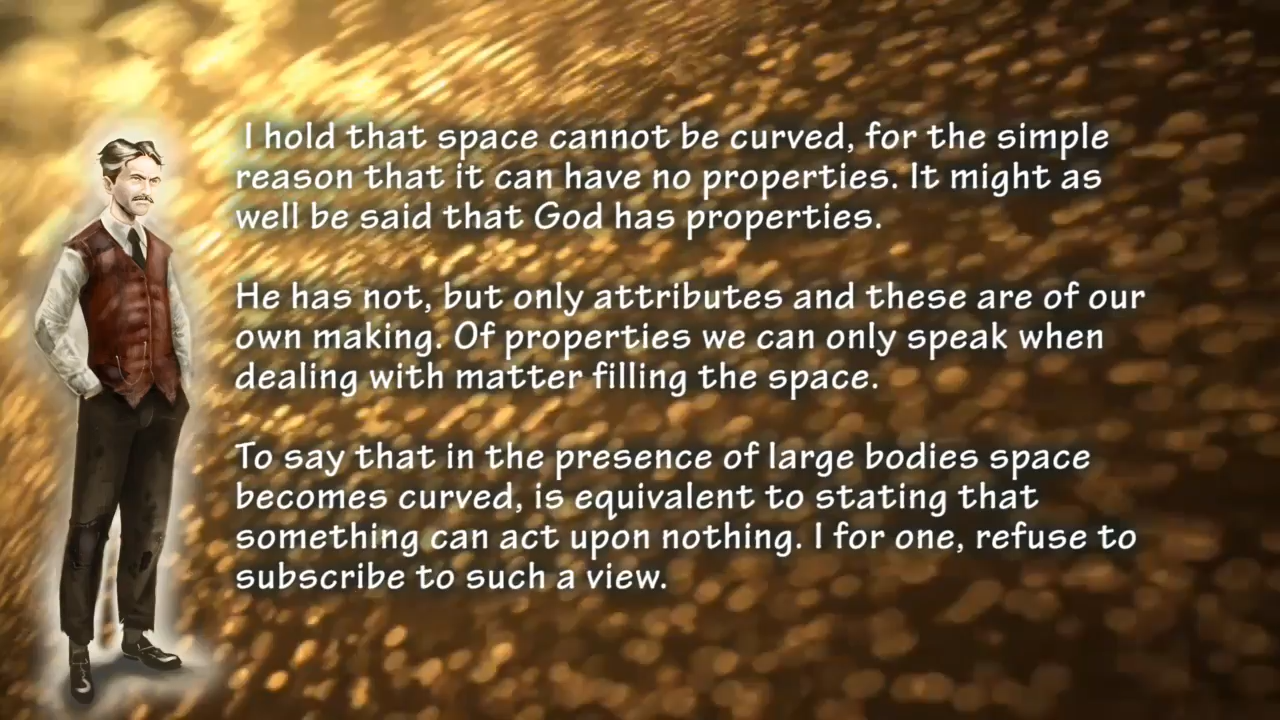 I hold that space cannot be curved, for the simple
reason that it can have no properties. It might as
well be said that God has properties.
He has not, but only attributes and these are of our
own making. Of properties we can only speak when
dealing with matter filling the space.
To say that in the presence of large bodies space
becomes curved, is equivalent to stating that
something can act upon nothing. I for one, refuse to
subscribe to such a view.